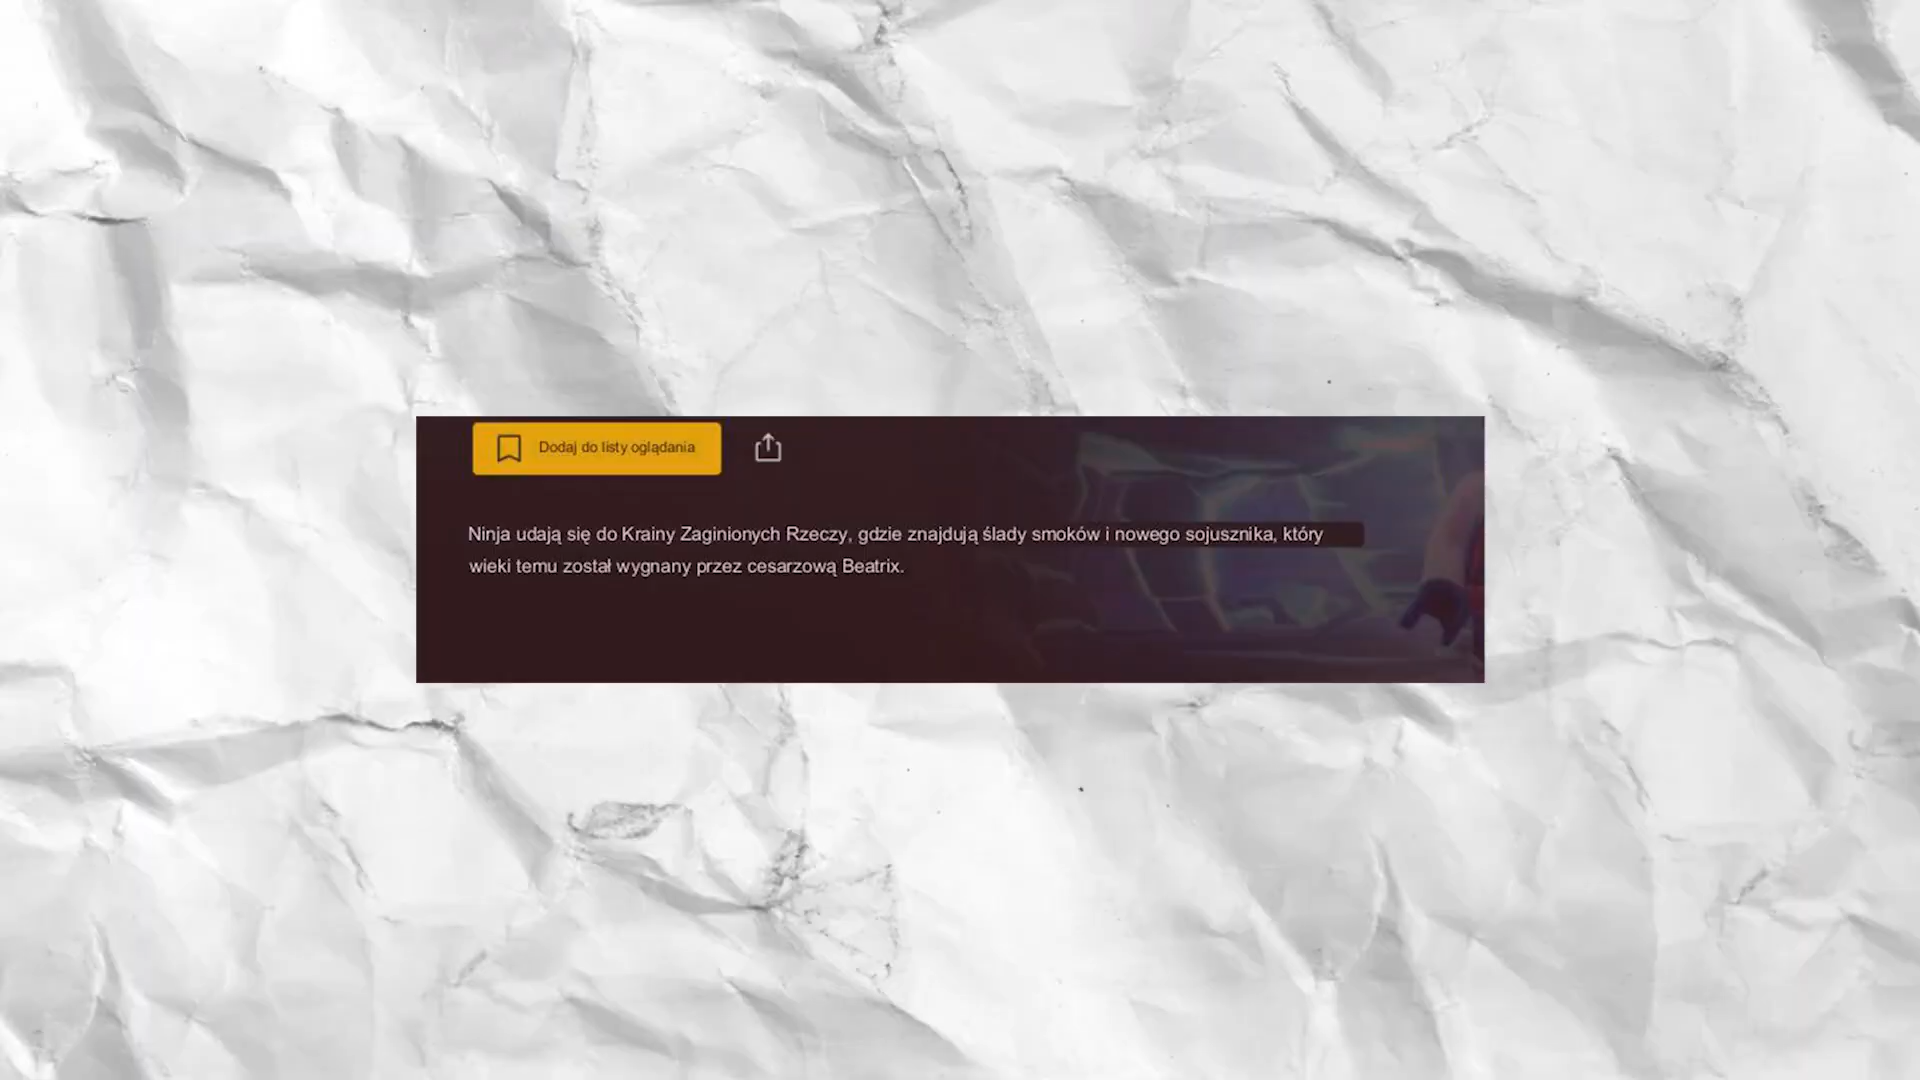 Dodaj do listy oglądania
Ninja udają się do Krainy Zaginionych Rzeczy, gdzie znajdują ślady smoków i nowego sojusznika, który
wieki temu został wygnany przez cesarzową Beatrix.